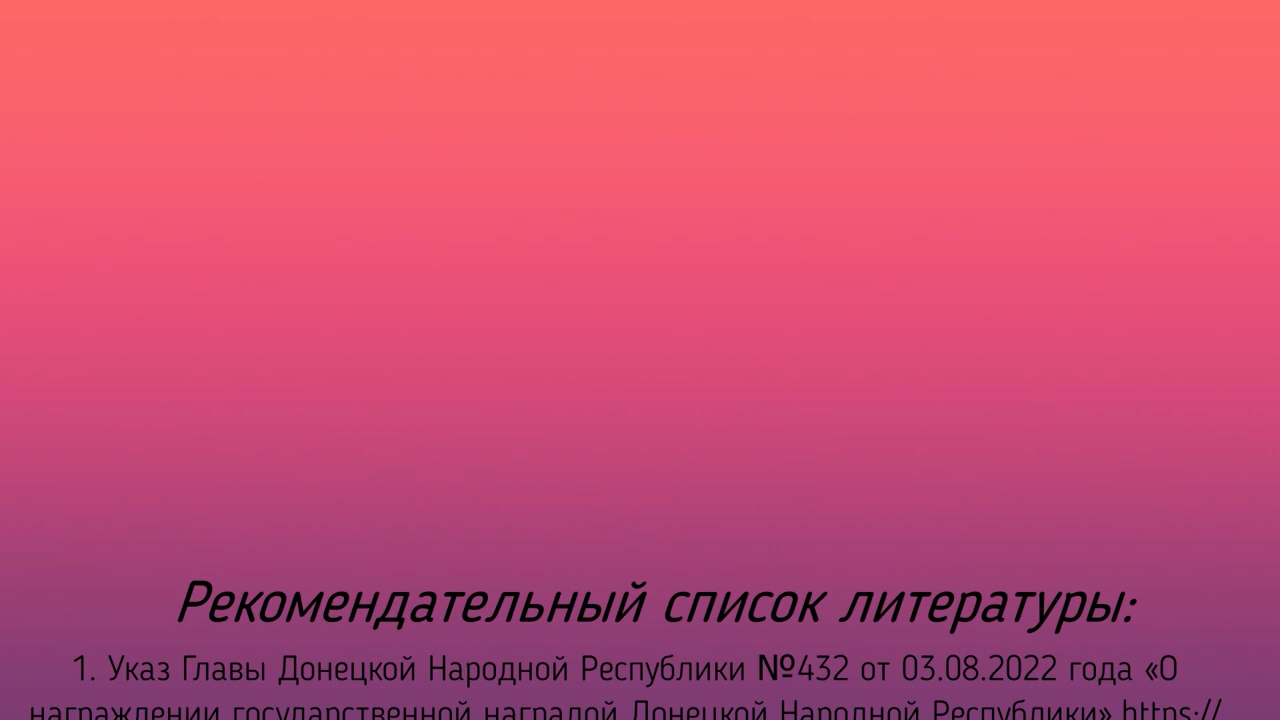 Рекомендательный список литературы:
1. Указ Главы Донецкой Народной Республики №432 от 03.08.2022 года «О
награждении государственной наградой Донецкой Народной Республики» https://